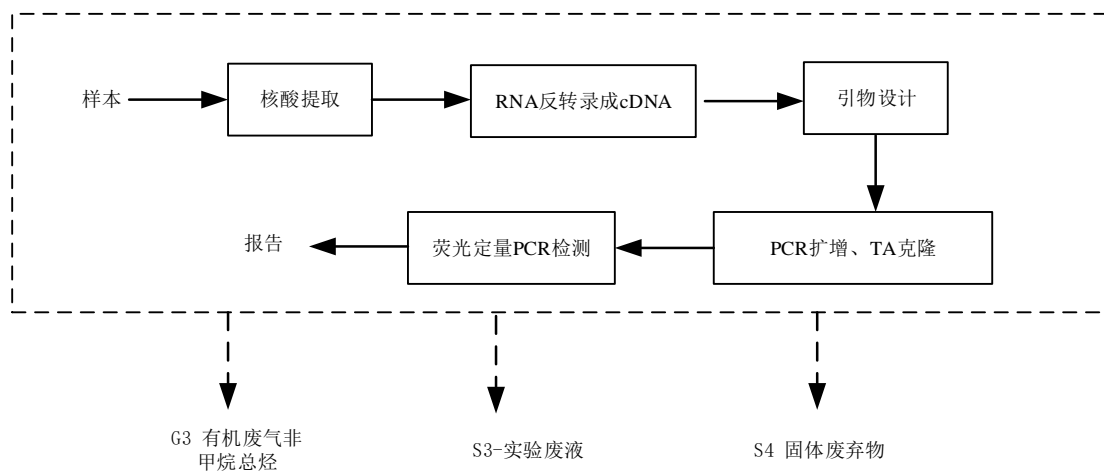 样本
核酸提取
RNA反转录成cDNA
引物设计
报告
荧光定量PCR检测
PCR扩增、TA克隆
G3 有机废气非
甲烷总烃
S3-实验废液
S4 固体废弃物